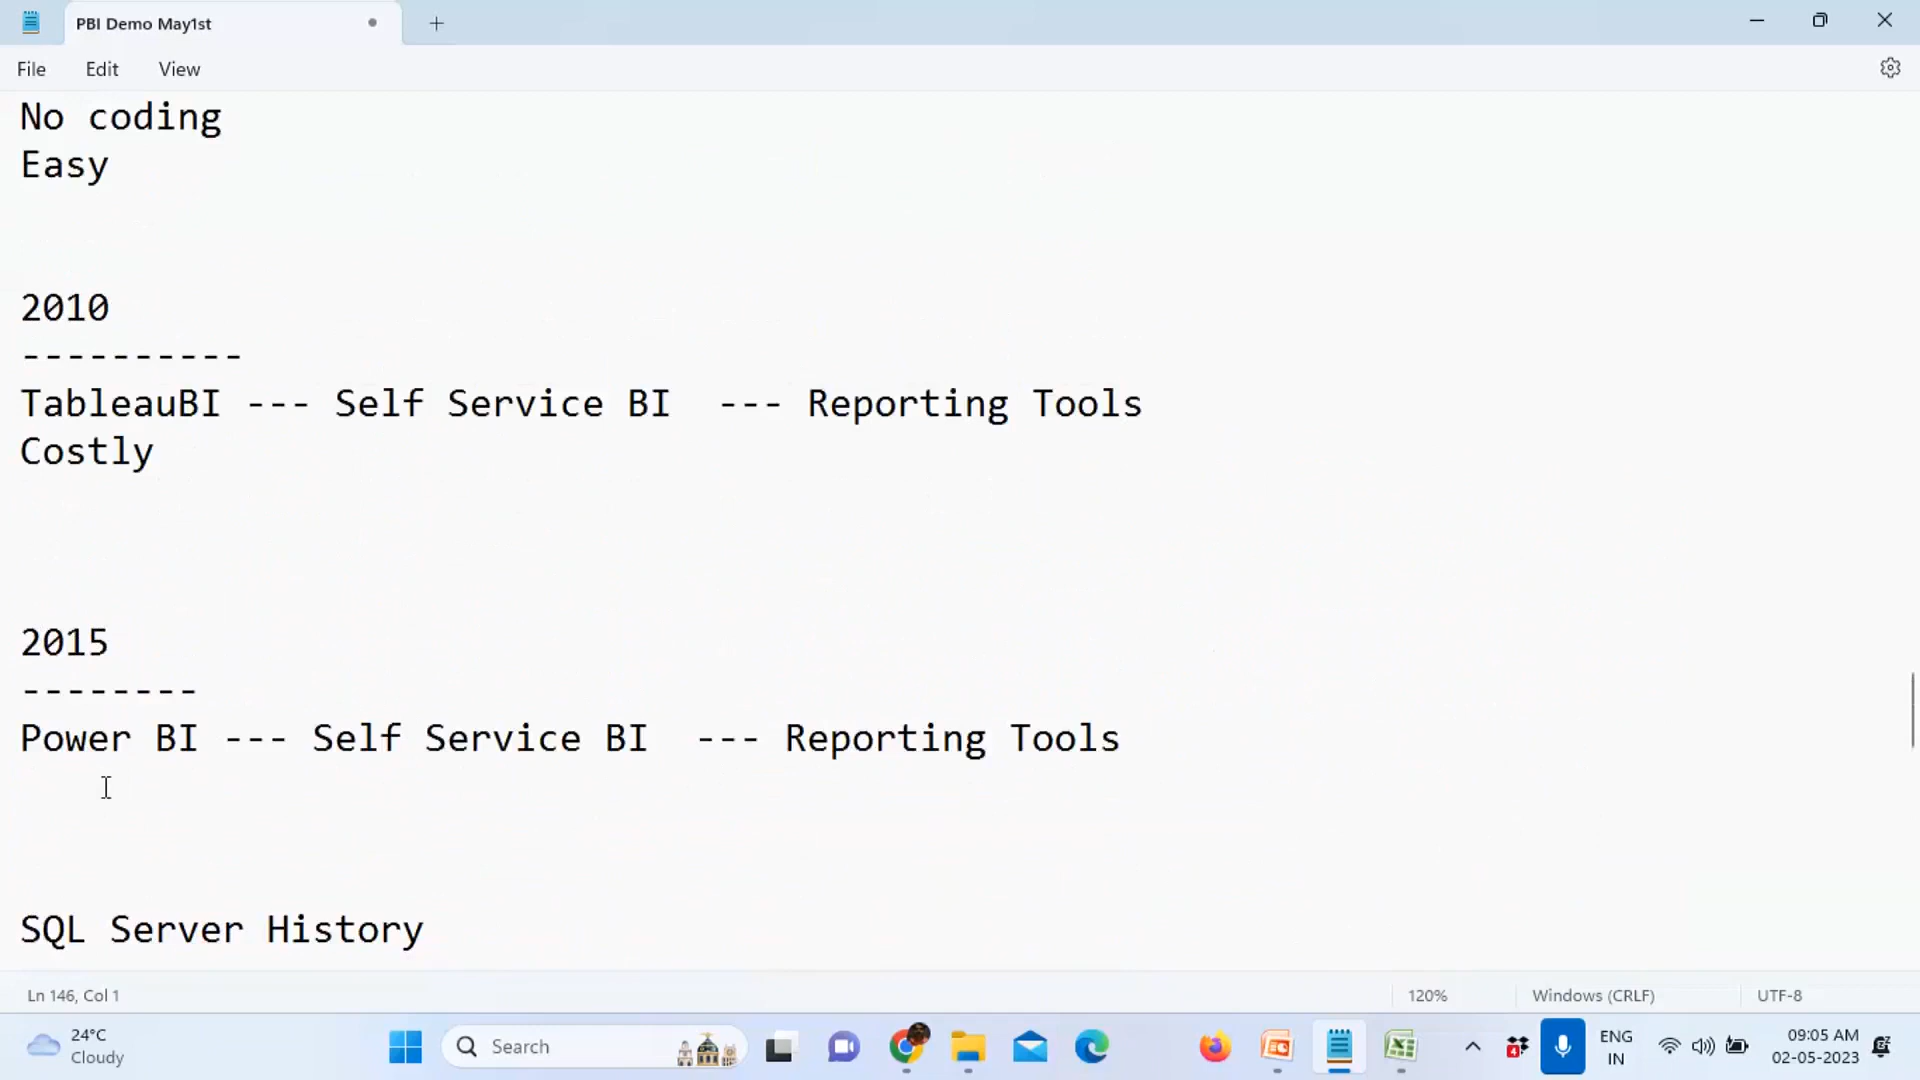 PBI Demo May1st
File Edit View
No coding
Easy
2010
----------
TableauBI --- Self Service BI  --- Reporting Tools
Costly
2015
--------
Power BI --- Self Service BI  --- Reporting Tools
SQL Server History
Ln 146, Col 1
120%
Windows (CRLF)
UTF-8
24°C
Cloudy
Search
4
ENG
IN
09:05 AM
02-05-2023